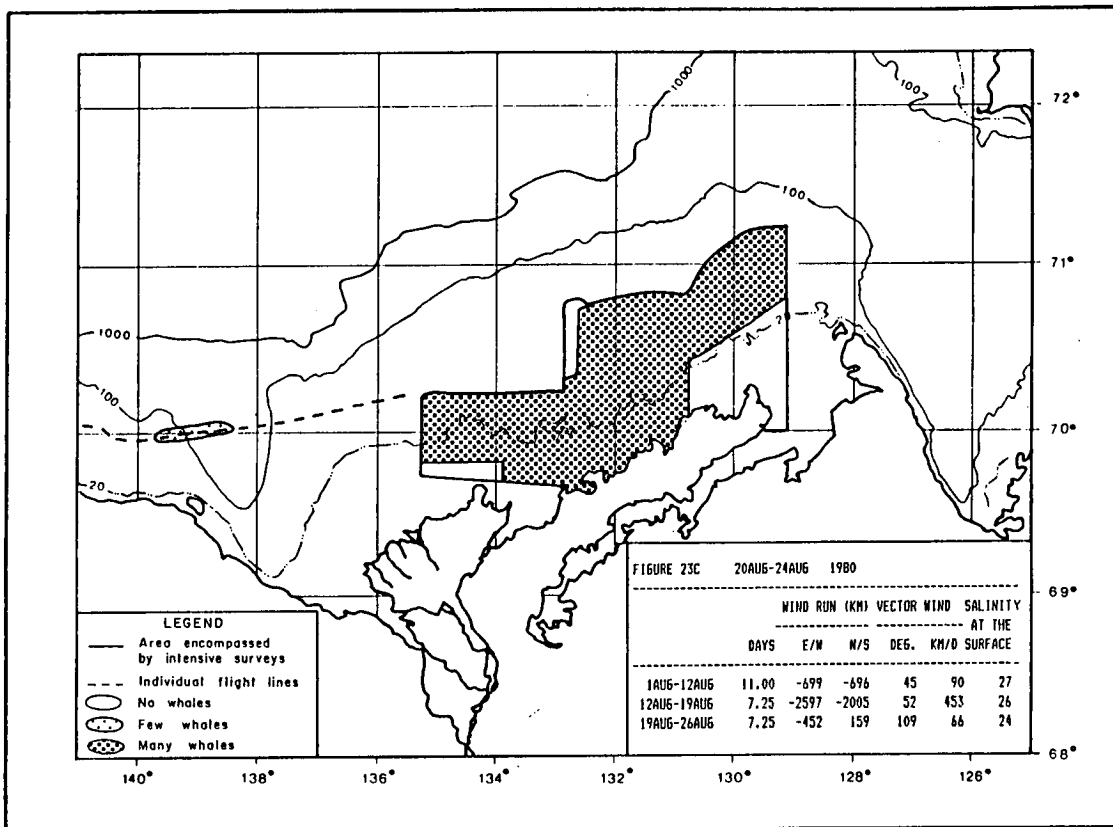 1000
100
72°
100
71°
1000
100
20
70°
20
FIGURE 23C 20AUG-24AUG 1980
WIND RUN (KM) VECTOR WIND SALINITY
AT THE
DAYS E/W N/S DEG. KM/D SURFACE
1AUG-12AUG 11.00 -699 -696 45 90 27
12AUG-19AUG 7.25 -2597 -2005 52 453 26
19AUG-26AUG 7.25 -452 159 109 66 24
69°
LEGEND
Area encompassed
by intensive surveys
Individual flight lines
No whales
Few whales
Many whales
68°
140° 138° 136° 134° 132° 130° 128° 126°